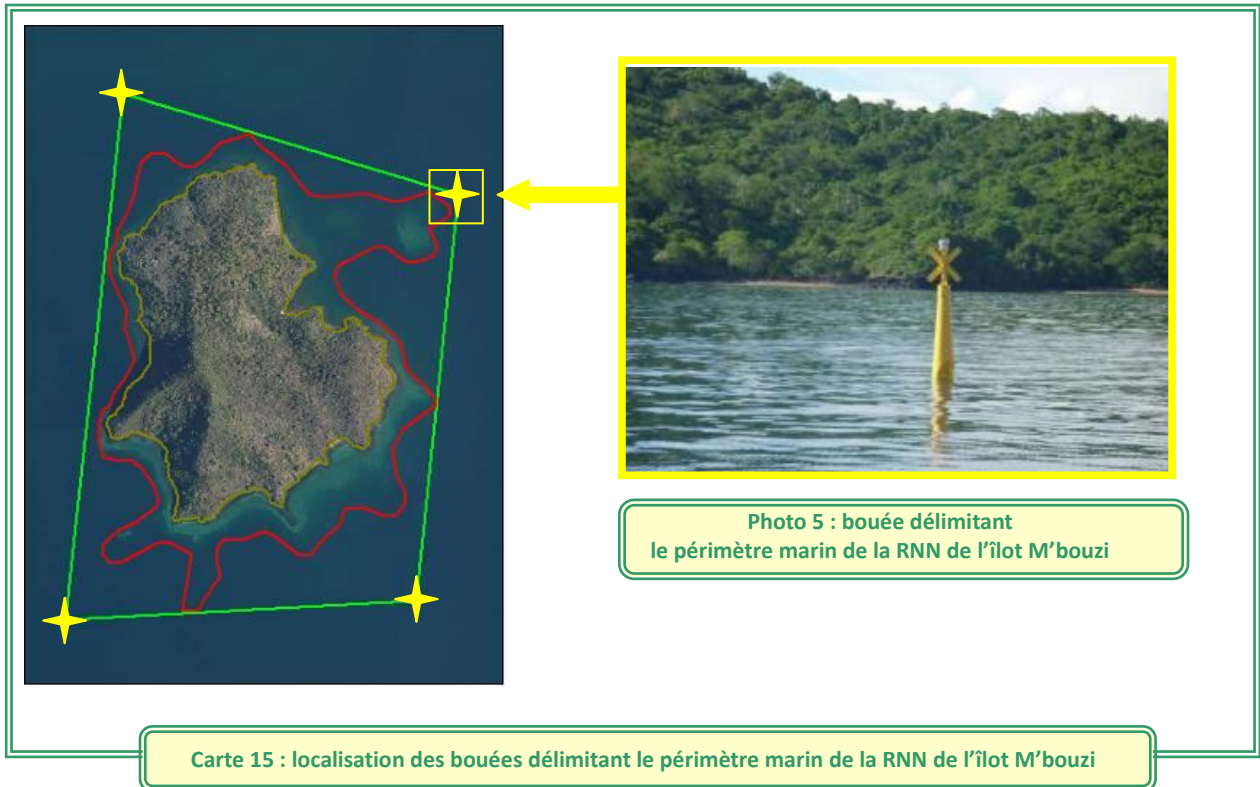 Photo 5 : bouée délimitant
le périmètre marin de la RNN de l’îlot M’bouzi
Carte 15 : localisation des bouées délimitant le périmètre marin de la RNN de l’îlot M’bouzi